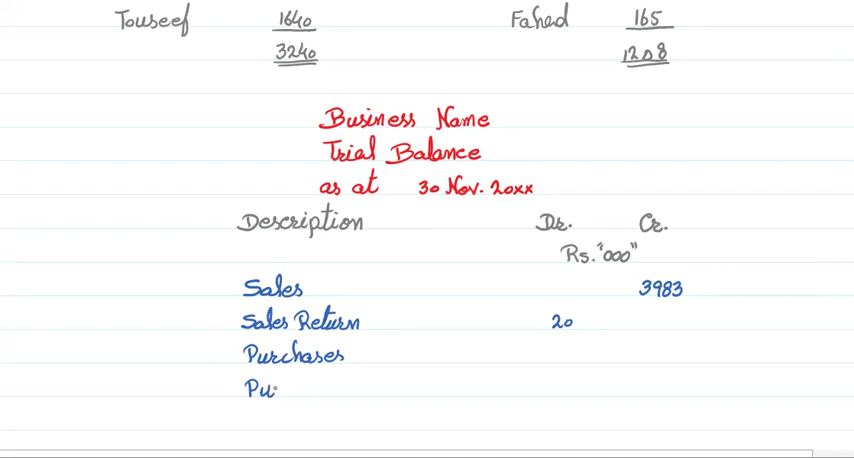 Touseef 1640 Fahed 165
3240 1208
Business Name
Trial Balance
as at 30 Nov. 20xx
Description Dr. Cr.
Rs. "000"
Sales 3983
Sales Return 20
Purchases
Pu